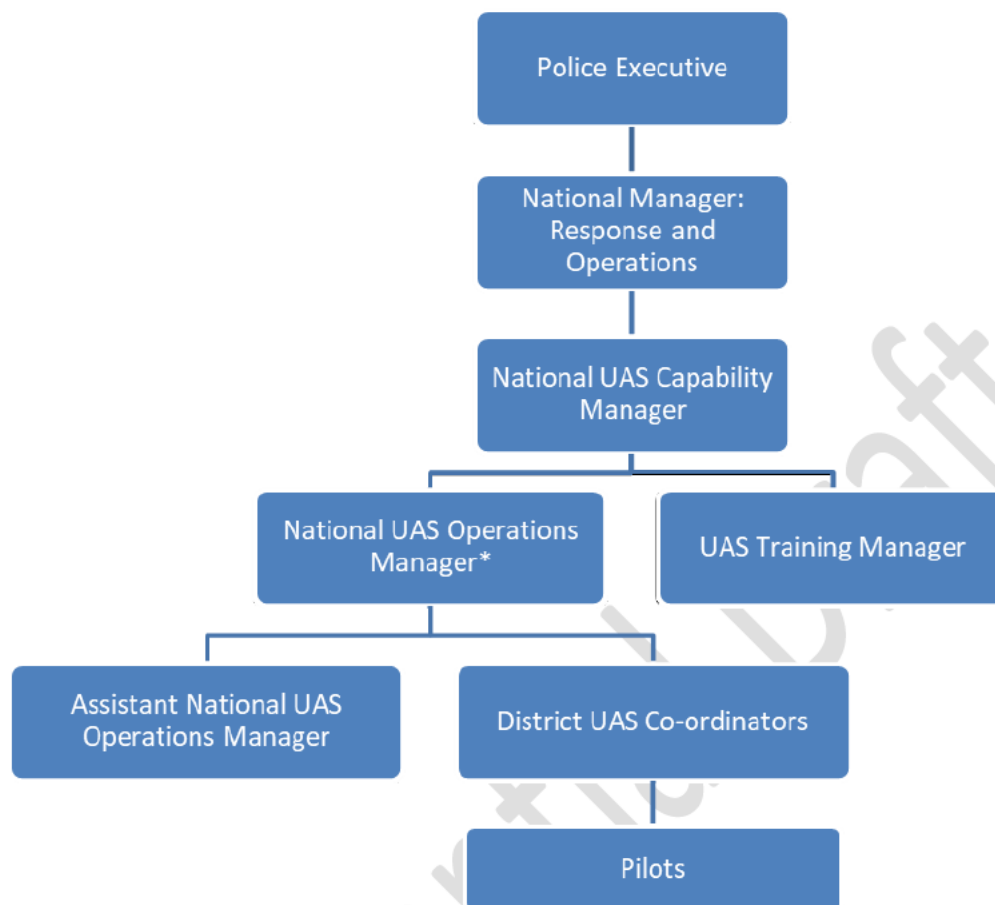 Police Executive
National Manager:
Response and
Operations
National UAS Capability
Manager
National UAS Operations
Manager*
UAS Training Manager
Assistant National UAS
Operations Manager
District UAS Co-ordinators
Pilots